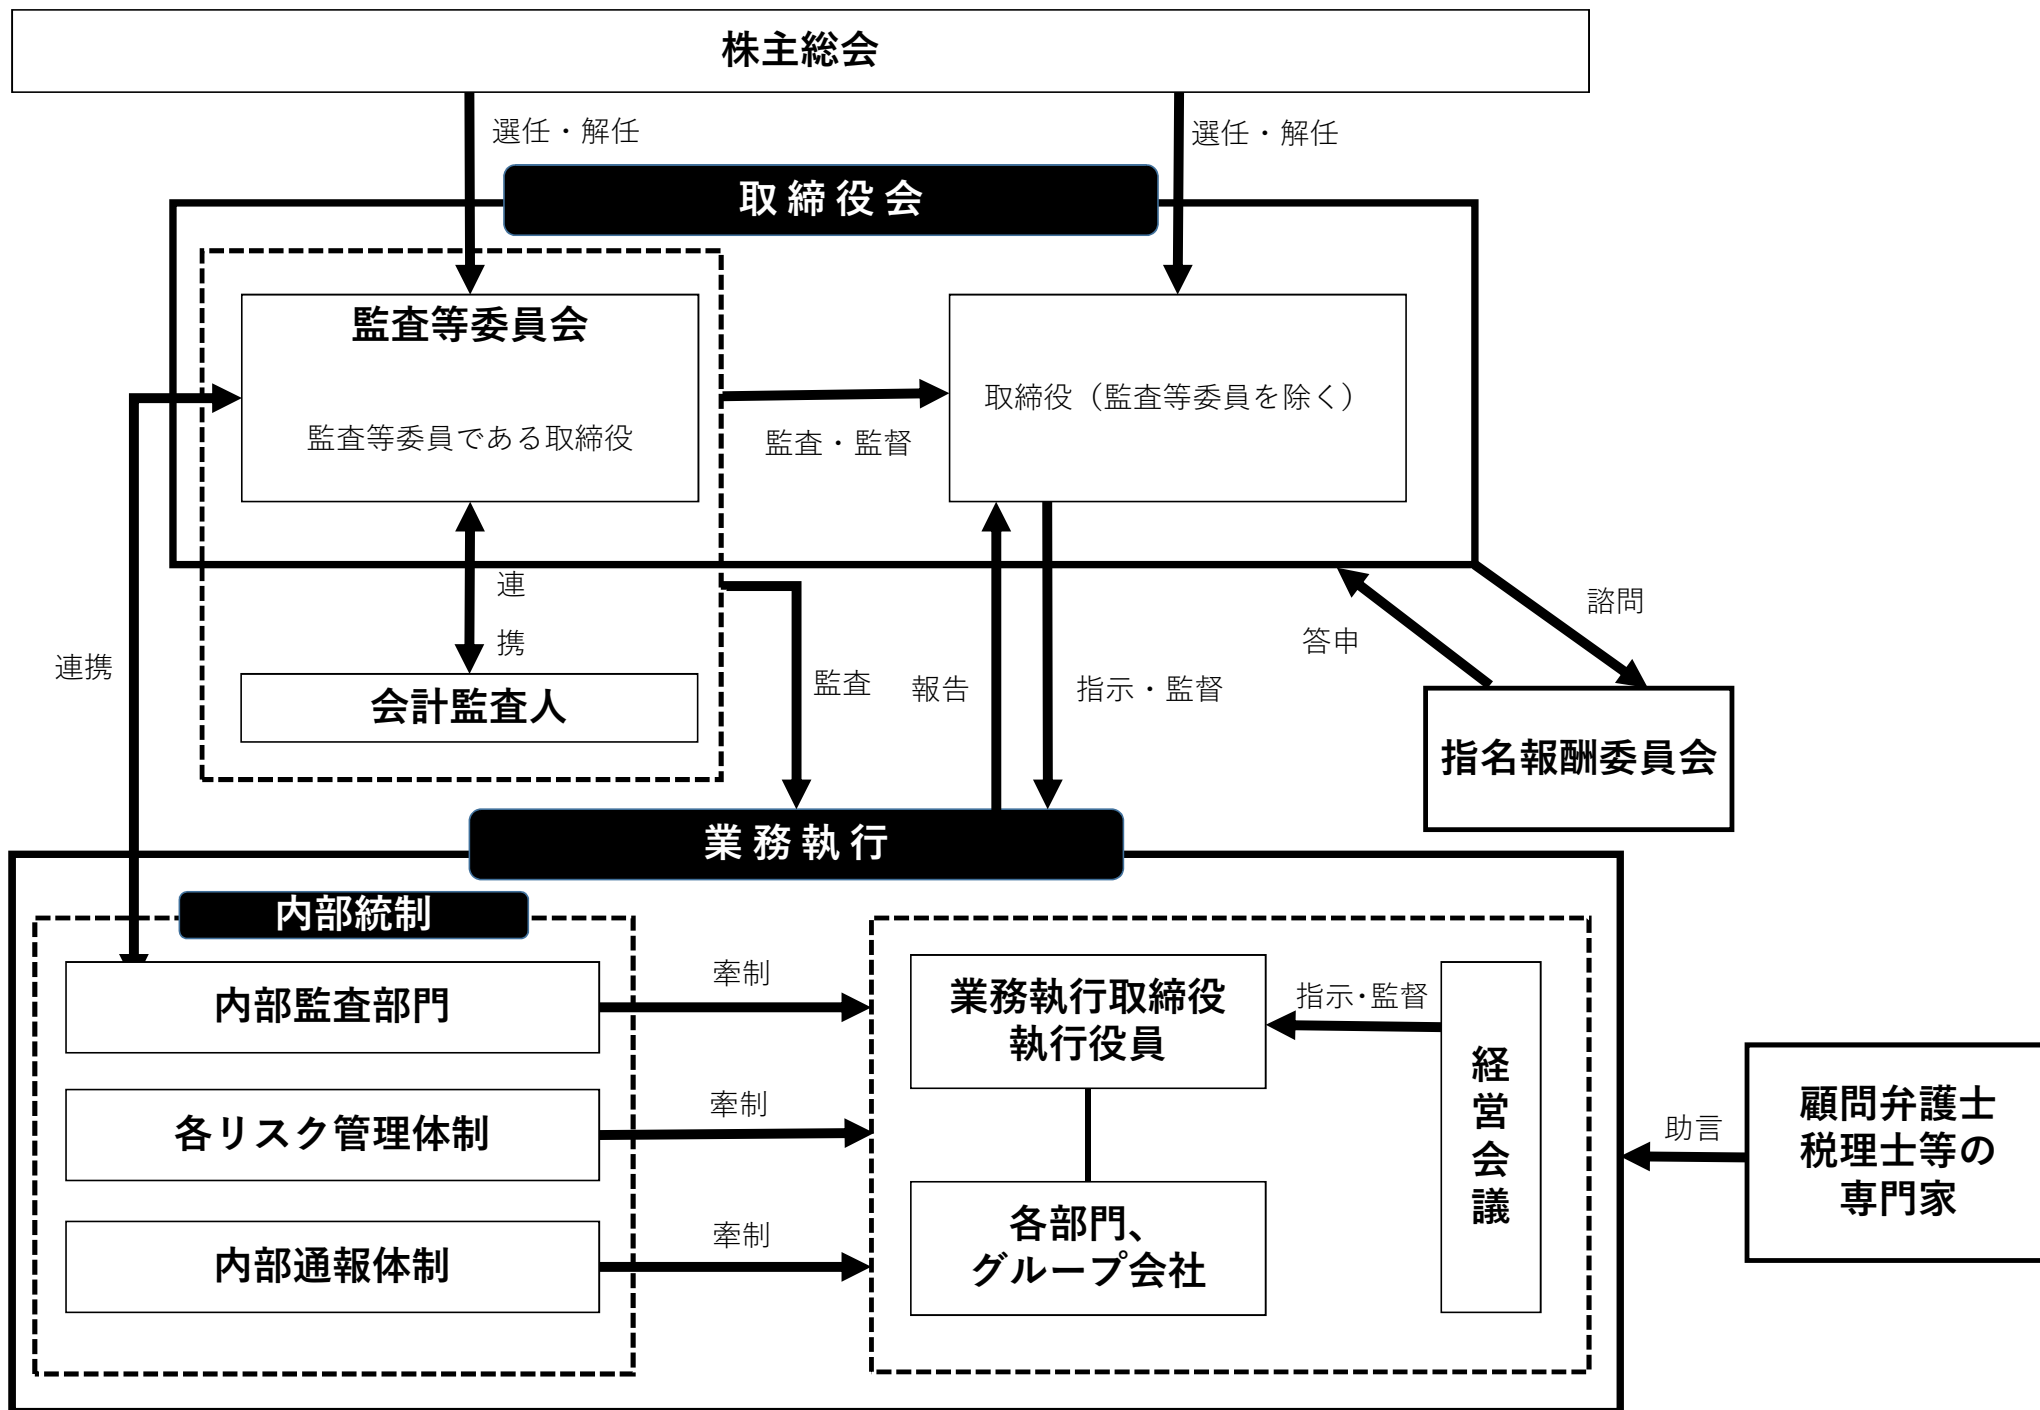 株主総会
選任・解任
選任・解任
取締役会
監査等委員会
監査等委員である取締役
取締役（監査等委員を除く）
監査・監督
連
携
会計監査人
連携
監査
報告
指示・監督
答申
諮問
指名報酬委員会
業務執行
内部統制
内部監査部門
各リスク管理体制
内部通報体制
牽制
牽制
牽制
業務執行取締役
執行役員
指示・監督
各部門、
グループ会社
経
営
会
議
助言
顧問弁護士
税理士等の
専門家